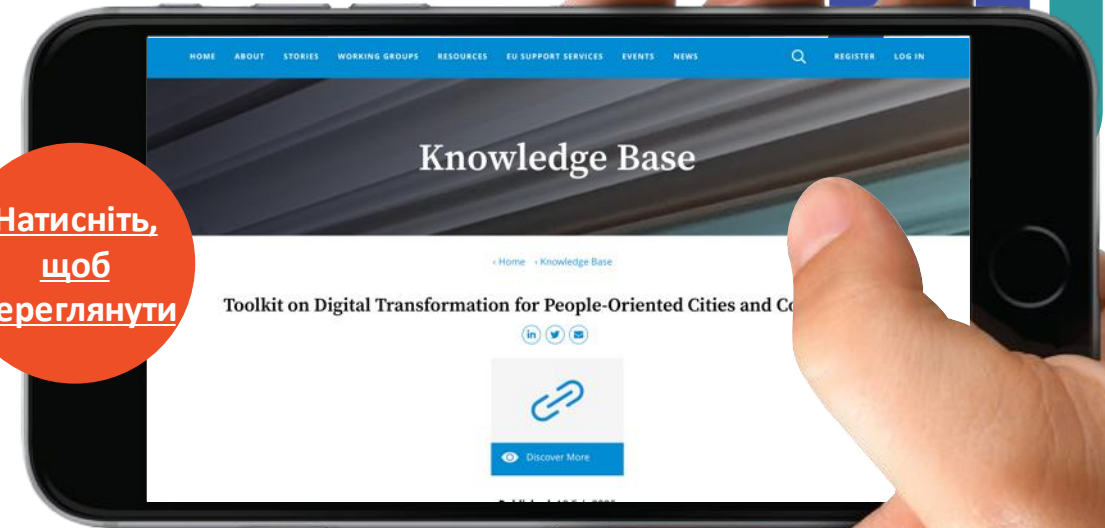 HOME ABOUT STORIES WORKING GROUPS RESOURCES EU SUPPORT SERVICES EVENTS NEWS REGISTER LOG IN
Knowledge Base
Натисніть,
щоб
переглянути
‹ Home ‹ Knowledge Base
Toolkit on Digital Transformation for People-Oriented Cities and
in
Discover More